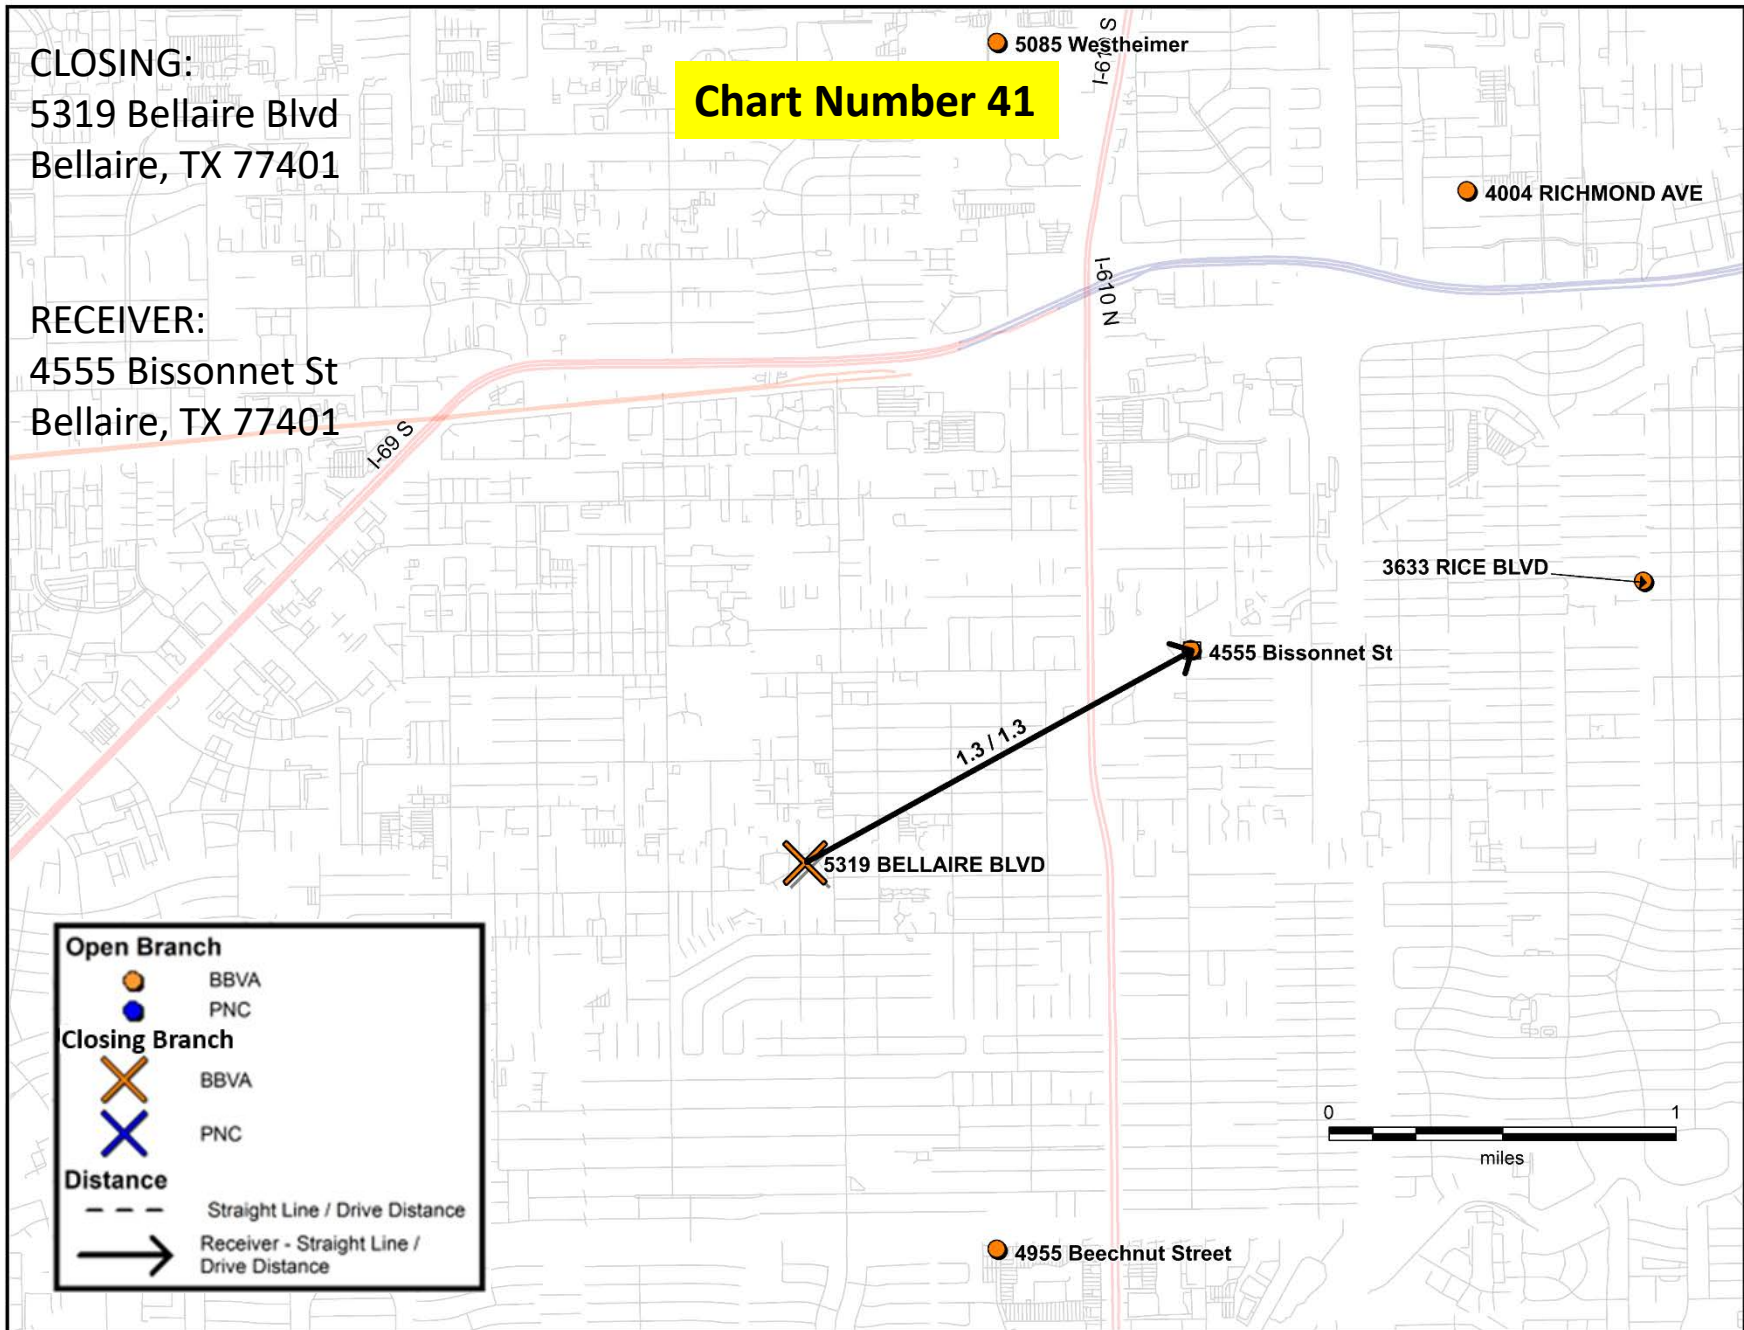 CLOSING:
5319 Bellaire Blvd
Bellaire, TX 77401
Chart Number 41
5085 Westheimer
I-610 S
4004 RICHMOND AVE
I-610 N
RECEIVER:
4555 Bissonnet St
Bellaire, TX 77401
I-69 S
3633 RICE BLVD
4555 Bissonnet St
1.3 / 1.3
5319 BELLAIRE BLVD
Open Branch
BBVA
PNC
Closing Branch
BBVA
PNC
Distance
Straight Line / Drive Distance
Receiver - Straight Line /
Drive Distance
0 1
miles
4955 Beechnut Street